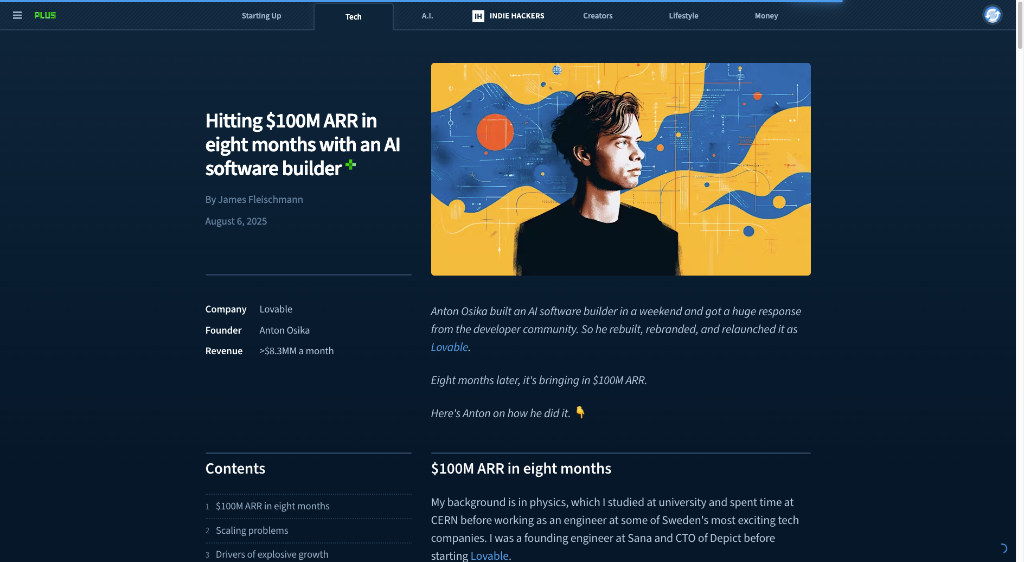 PLUS
Starting Up
Tech
A.I.
IH INDIE HACKERS
Creators
Lifestyle
Money
Hitting $100M ARR in
eight months with an AI
software builder
By James Fleischmann
August 6, 2025
Company Lovable
Founder Anton Osika
Revenue >$8.3MM a month
Anton Osika built an AI software builder in a weekend and got a huge response
from the developer community. So he rebuilt, rebranded, and relaunched it as
Lovable.
Eight months later, it's bringing in $100M ARR.
Here's Anton on how he did it. 👇
Contents
1 $100M ARR in eight months
2 Scaling problems
3 Drivers of explosive growth
$100M ARR in eight months
My background is in physics, which I studied at university and spent time at
CERN before working as an engineer at some of Sweden's most exciting tech
companies. I was a founding engineer at Sana and CTO of Depict before
starting Lovable.